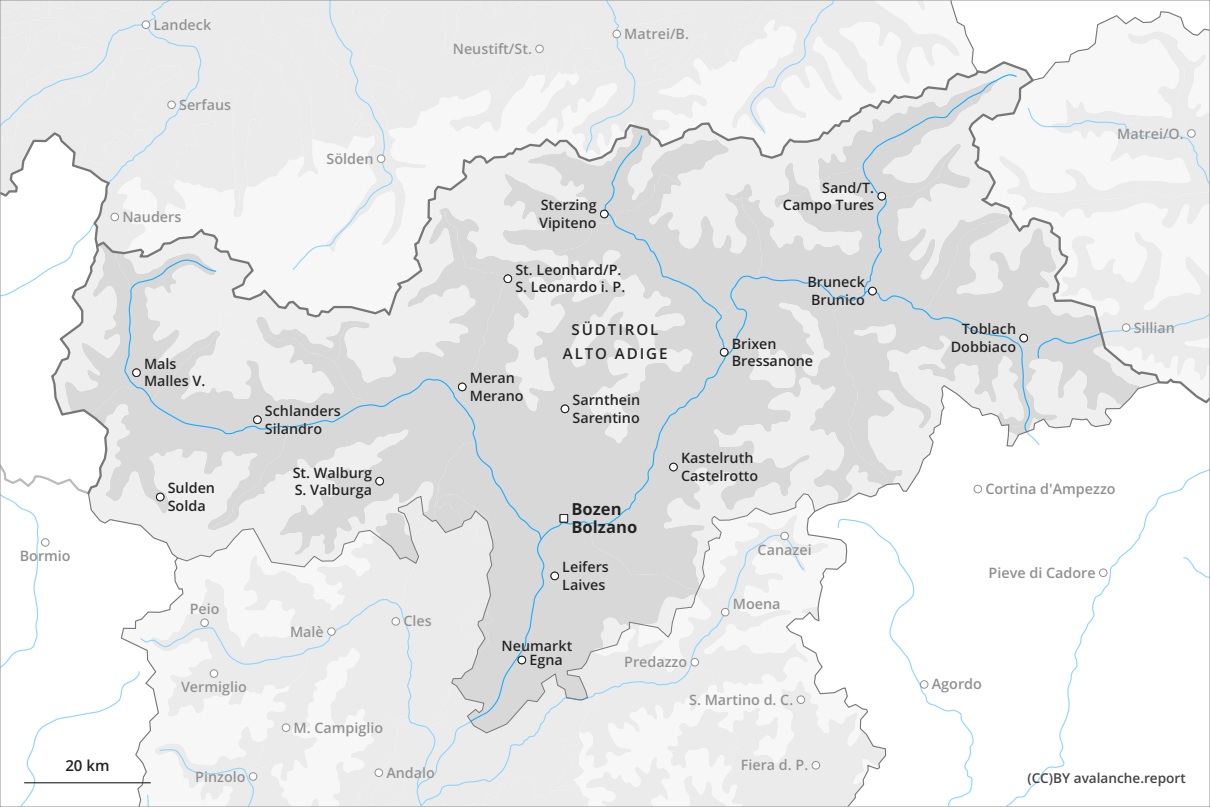 Landeck
Matrei/B.
Neustift/St.
Serfaus
Matrei/O.
Sölden
Sand/T.
Campo Tures
Sterzing
Vipiteno
Nauders
St. Leonhard/P.
S. Leonardo i. P.
Bruneck
Brunico
SÜDTIROL
ALTO ADIGE
Toblach
Dobbiaco
Sillian
Brixen
Bressanone
Mals
Malles V.
Meran
Merano
Sarnthein
Sarentino
Schlanders
Silandro
Kastelruth
Castelrotto
St. Walburg
S. Valburga
Sulden
Solda
Cortina d'Ampezzo
Bozen
Bolzano
Bormio
Canazei
Leifers
Laives
Pieve di Cadore
Peio
Moena
Malè
Cles
Neumarkt
Egna
Predazzo
Vermiglio
Agordo
S. Martino d. C.
M. Campiglio
Fiera d. P.
20 km
Pinzolo
Andalo
(CC)BY avalanche.report